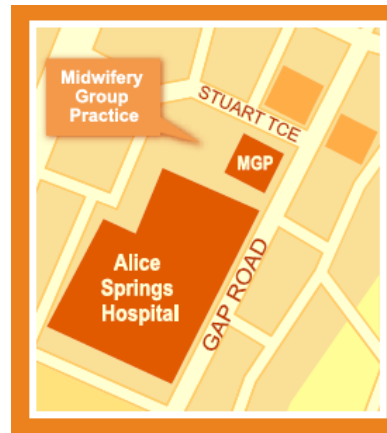 Midwifery
Group
Practice
STUART TCE
MGP
Alice
Springs
Hospital
GAP ROAD